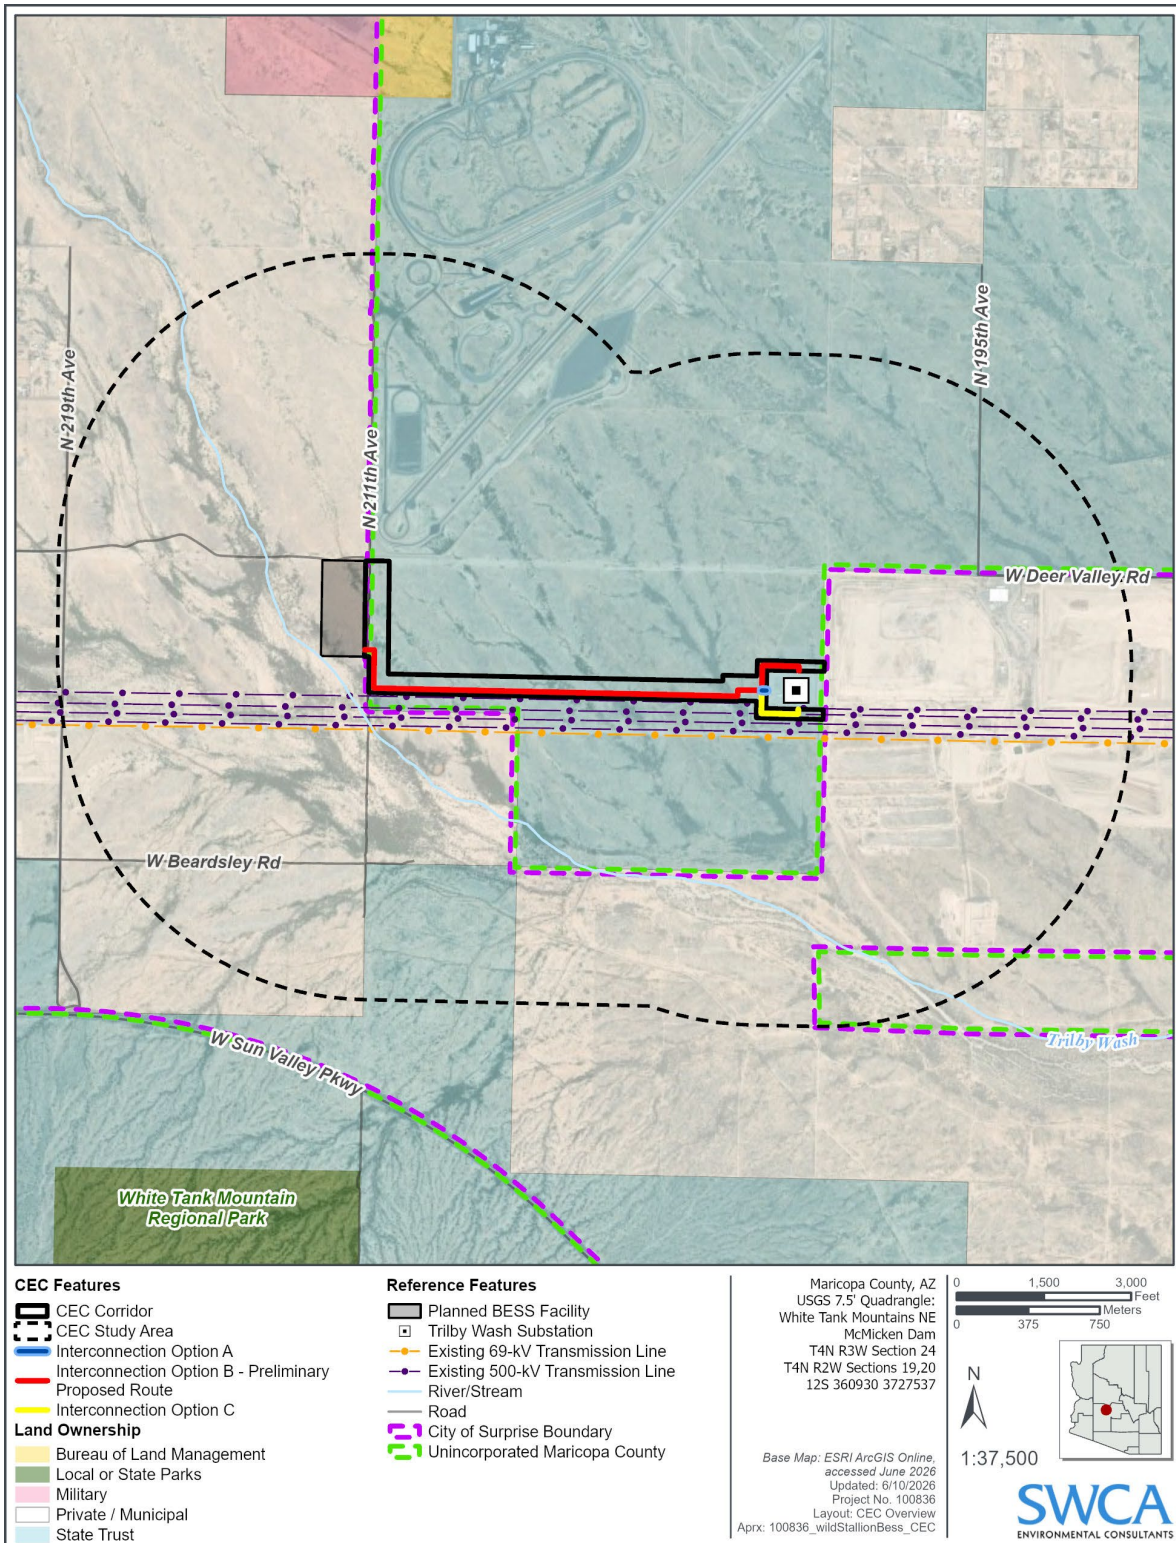 N 219th Ave
N 211th Ave
N 195th Ave
W Deer Valley Rd
W Beardsley Rd
W Sun Valley Pkwy
Trilby Wash
White Tank Mountain
Regional Park
CEC Features
CEC Corridor
CEC Study Area
Interconnection Option A
Interconnection Option B - Preliminary
Proposed Route
Interconnection Option C
Land Ownership
Bureau of Land Management
Local or State Parks
Military
Private / Municipal
State Trust
Reference Features
Planned BESS Facility
Trilby Wash Substation
Existing 69-kV Transmission Line
Existing 500-kV Transmission Line
River/Stream
Road
City of Surprise Boundary
Unincorporated Maricopa County
Maricopa County, AZ
USGS 7.5' Quadrangle:
White Tank Mountains NE
McMicken Dam
T4N R3W Section 24
T4N R2W Sections 19,20
12S 360930 3727537
Base Map: ESRI ArcGIS Online,
accessed June 2026
Updated: 6/10/2026
Project No. 100836
Layout: CEC Overview
Aprx: 100836_wildStallionBess_CEC
0 1,500 3,000
Feet
Meters
0 375 750
N
1:37,500
SWCA
ENVIRONMENTAL CONSULTANTS